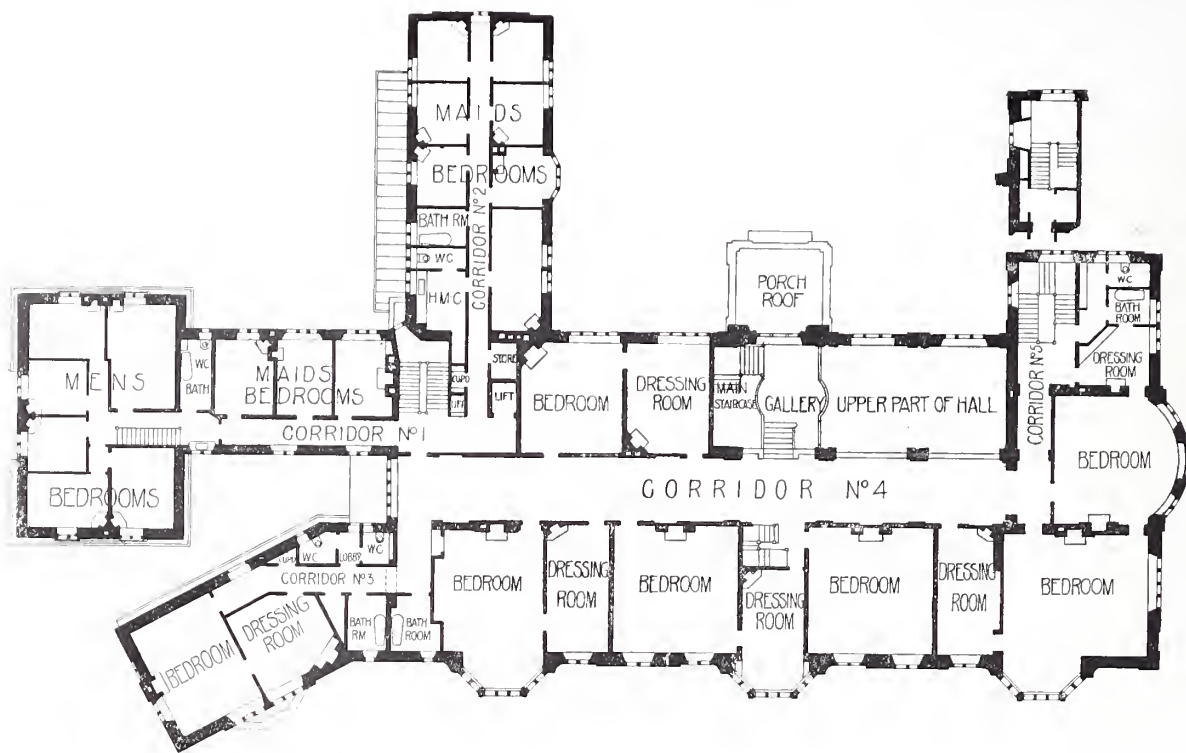 MAIDS
BEDROOMS
CORRIDOR Nº2
BATH RM
WC
H M C
PORCH
ROOF
WC
BATH
ROOM
DRESSING
ROOM
CORRIDOR Nº5
MENS
BEDROOMS
WC
BATH
MAIDS
BEDROOMS
CUPD
LIFT
STORE
LIFT
BEDROOM
DRESSING
ROOM
MAIN
STAIRCASE
GALLERY
UPPER PART OF HALL
BEDROOM
CORRIDOR Nº1
CORRIDOR Nº4
CUPD
WC
LOBBY
WC
CORRIDOR Nº3
BEDROOM
DRESSING
ROOM
BATH
RM
BATH
ROOM
BEDROOM
DRESSING
ROOM
BEDROOM
DRESSING
ROOM
BEDROOM
DRESSING
ROOM
BEDROOM